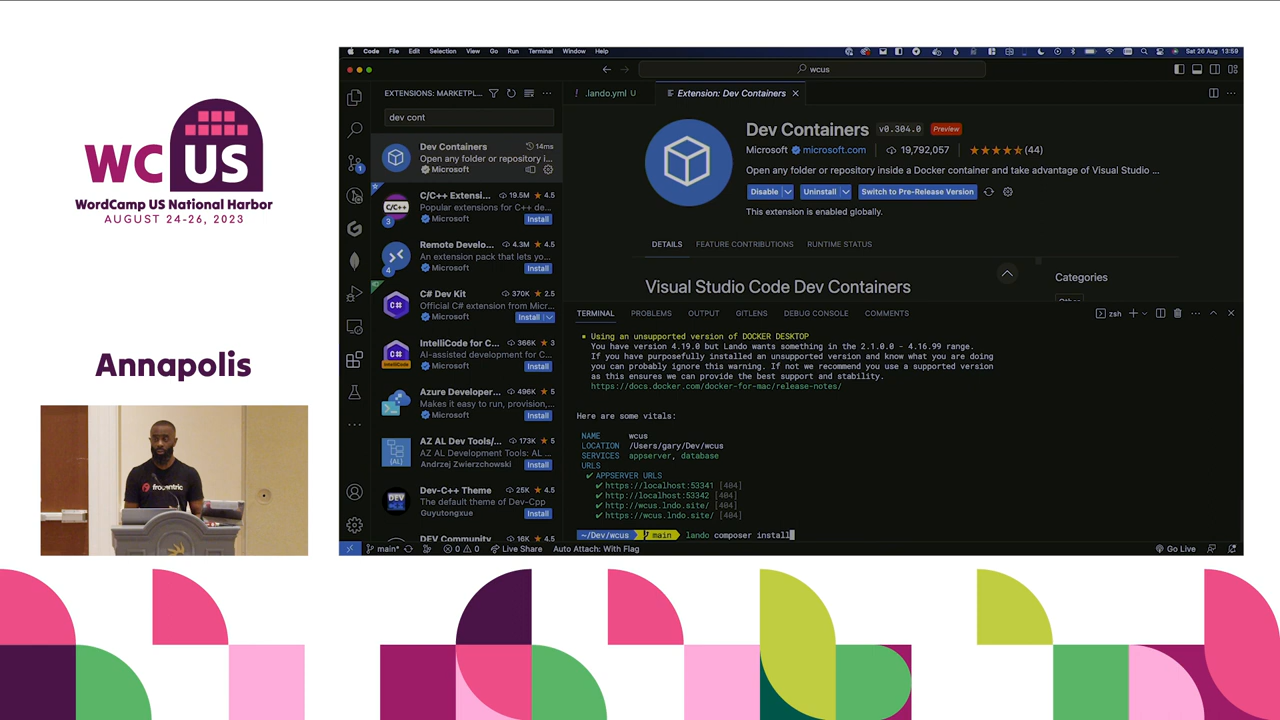 WC US
WordCamp US National Harbor
AUGUST 24-26, 2023
Annapolis
frocentric
Code File Edit Selection View Go Run Terminal Window Help
Sat 26 Aug 13:59
wcus
EXTENSIONS: MARKETPL...
dev cont
Dev Containers 14ms
Open any folder or repository i...
Microsoft
C/C++ Extensi... 19.5M 4.5
Popular extensions for C++ de...
Microsoft Install
3
Remote Develo... 4.3M 4.5
An extension pack that lets yo...
Microsoft Install
4
C# Dev Kit 370K 2.5
Official C# extension from Micr...
Microsoft Install
C#
IntelliCode for C... 366K 3
AI-assisted development for C...
Microsoft Install
C#
IntelliCode
Azure Develope... 496K 5
Makes it easy to run, provision,...
Microsoft Install
AZ AL Dev Tools/... 173K 5
AZ AL Development Tools: AL ...
Andrzej Zwierzchowski Install
{AL}
Dev-C++ Theme 25K 4.5
The default theme of Dev-Cpp
Guyutongxue Install
DEV
DEV Community 16K 4.5
.lando.yml U
Extension: Dev Containers
Dev Containers v0.304.0 Preview
Microsoft microsoft.com 19,792,057 (44)
Open any folder or repository inside a Docker container and take advantage of Visual Studio ...
Disable Uninstall Switch to Pre-Release Version
This extension is enabled globally.
DETAILS FEATURE CONTRIBUTIONS RUNTIME STATUS
Visual Studio Code Dev Containers
Categories
TERMINAL PROBLEMS OUTPUT GITLENS DEBUG CONSOLE COMMENTS
zsh
Using an unsupported version of DOCKER DESKTOP
You have version 4.19.0 but Lando wants something in the 2.1.0.0 - 4.16.99 range.
If you have purposefully installed an unsupported version and know what you are doing
you can probably ignore this warning. If not we recommend you use a supported version
as this ensures we can provide the best support and stability.
https://docs.docker.com/docker-for-mac/release-notes/
Here are some vitals:
NAME wcus
LOCATION /Users/gary/Dev/wcus
SERVICES appserver, database
URLS
✔ APPSERVER URLS
✔ https://localhost:53341 [404]
✔ http://localhost:53342 [404]
✔ http://wcus.lndo.site/ [404]
✔ https://wcus.lndo.site/ [404]
~/Dev/wcus main lando composer install
main* 0 0 Live Share Auto Attach: With Flag
Go Live